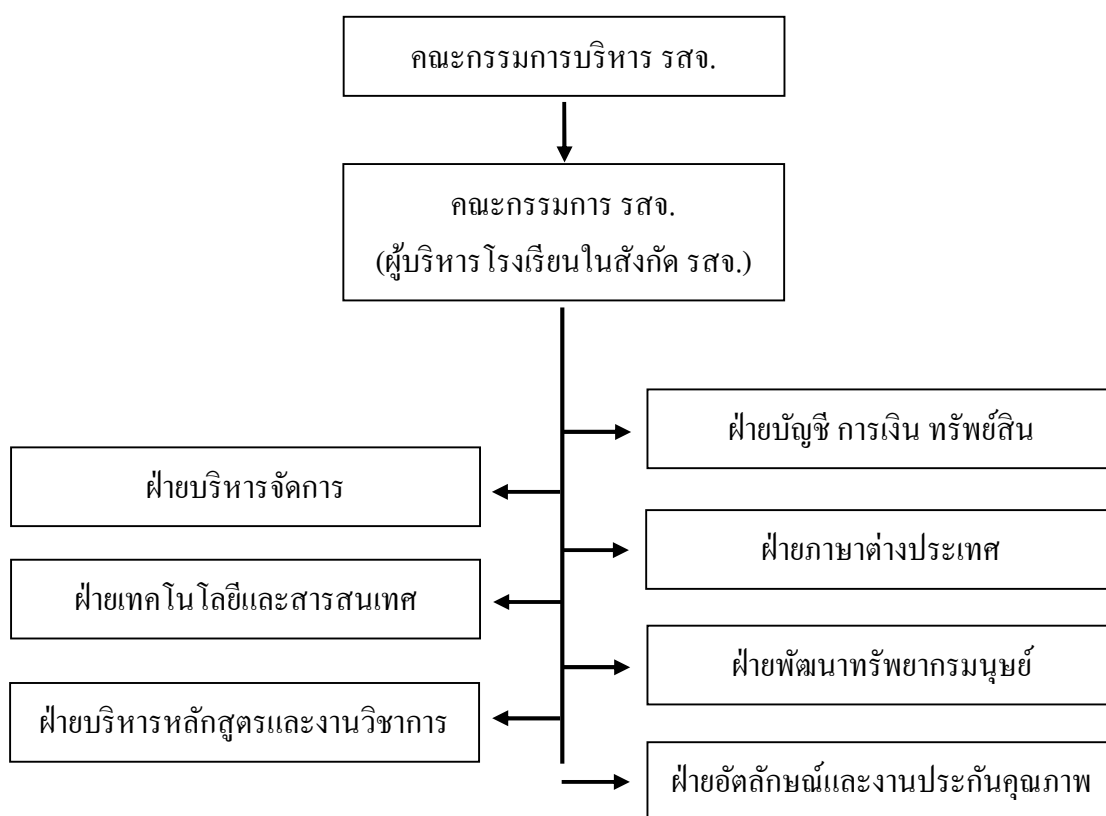 คณะกรรมการบริหาร รสจ.
คณะกรรมการ รสจ.
(ผู้บริหารโรงเรียนในสังกัด รสจ.)
ฝ่ายบัญชี การเงิน ทรัพย์สิน
ฝ่ายบริหารจัดการ
ฝ่ายภาษาต่างประเทศ
ฝ่ายเทคโนโลยีและสารสนเทศ
ฝ่ายพัฒนาทรัพยากรมนุษย์
ฝ่ายบริหารหลักสูตรและงานวิชาการ
ฝ่ายอัตลักษณ์และงานประกันคุณภาพ